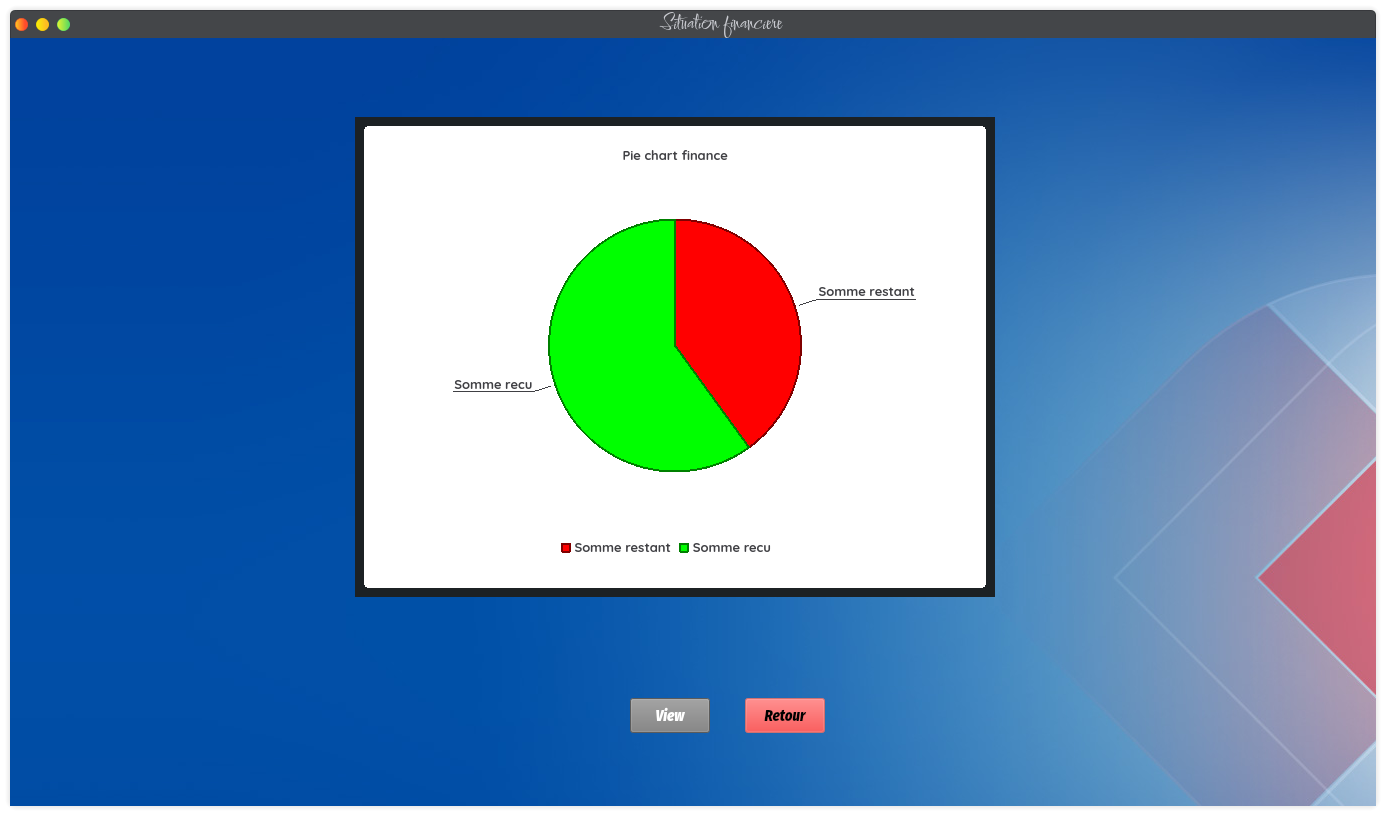 Situation financiere
Pie chart finance
Somme restant
Somme recu
Somme restant Somme recu
View Retour